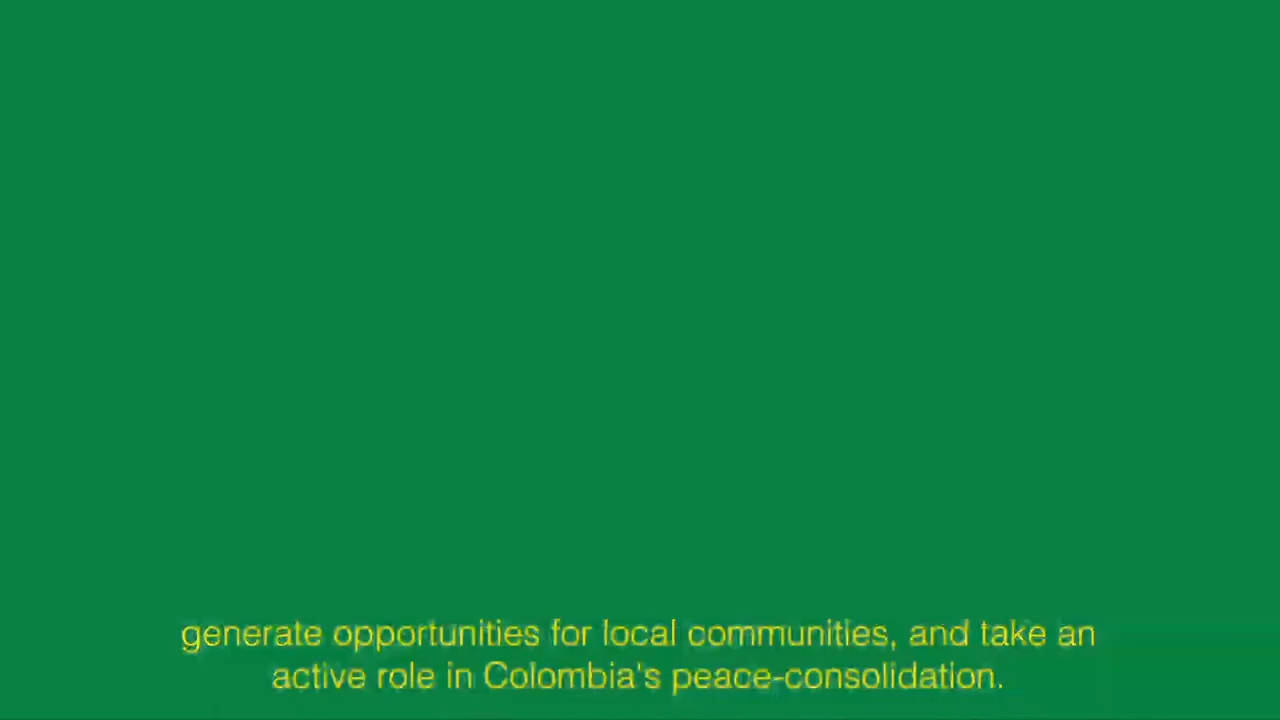 generate opportunities for local communities, and take an
active role in Colombia's peace-consolidation.